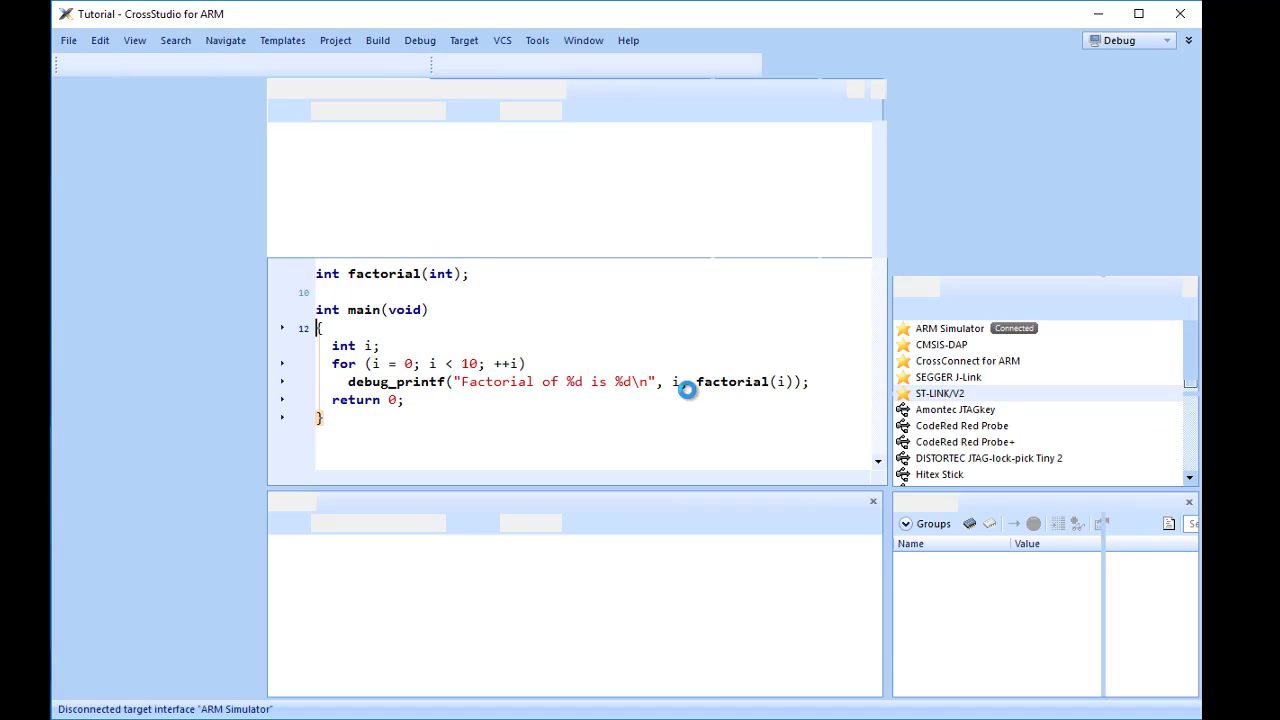 Tutorial - CrossStudio for ARM
File Edit View Search Navigate Templates Project Build Debug Target VCS Tools Window Help
Debug
int factorial(int);
10
int main(void)
12 {
int i;
for (i = 0; i < 10; ++i)
debug_printf("Factorial of %d is %d\n", i, factorial(i));
return 0;
}
ARM Simulator Connected
CMSIS-DAP
CrossConnect for ARM
SEGGER J-Link
ST-LINK/V2
Amontec JTAGkey
CodeRed Red Probe
CodeRed Red Probe+
DISTORTEC JTAG-lock-pick Tiny 2
Hitex Stick
Groups
Name Value
Disconnected target interface "ARM Simulator"